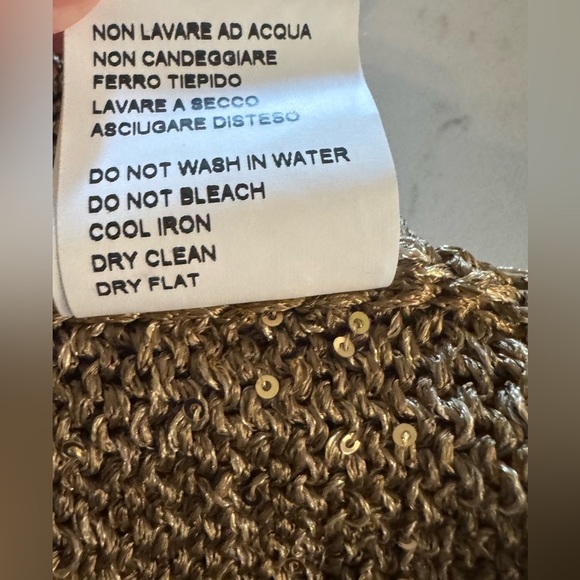 NON LAVARE AD ACQUA
NON CANDEGGIARE
FERRO TIEPIDO
LAVARE A SECCO
ASCIUGARE DISTESO
DO NOT WASH IN WATER
DO NOT BLEACH
COOL IRON
DRY CLEAN
DRY FLAT